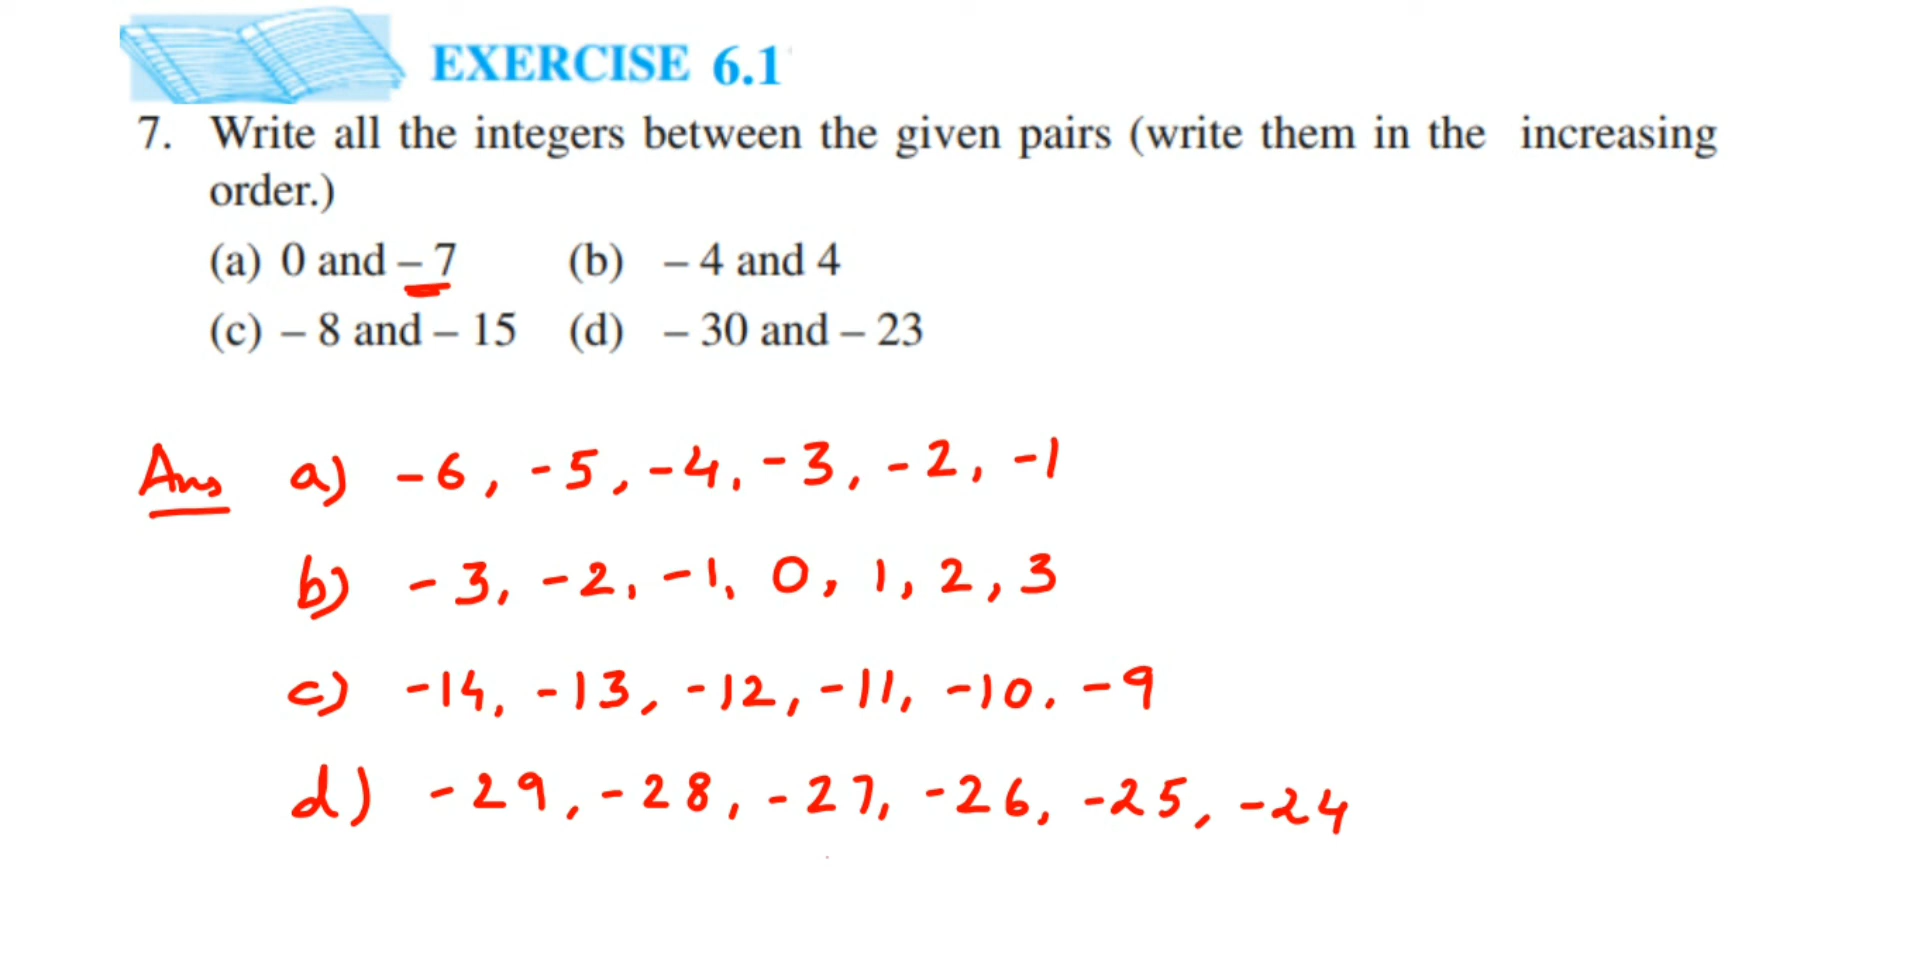 EXERCISE 6.1
7. Write all the integers between the given pairs (write them in the increasing
order.)
(a) 0 and – 7 (b) – 4 and 4
(c) – 8 and – 15 (d) – 30 and – 23
Ans a) -6, -5, -4, -3, -2, -1
b) -3, -2, -1, 0, 1, 2, 3
c) -14, -13, -12, -11, -10, -9
d) -29, -28, -27, -26, -25, -24